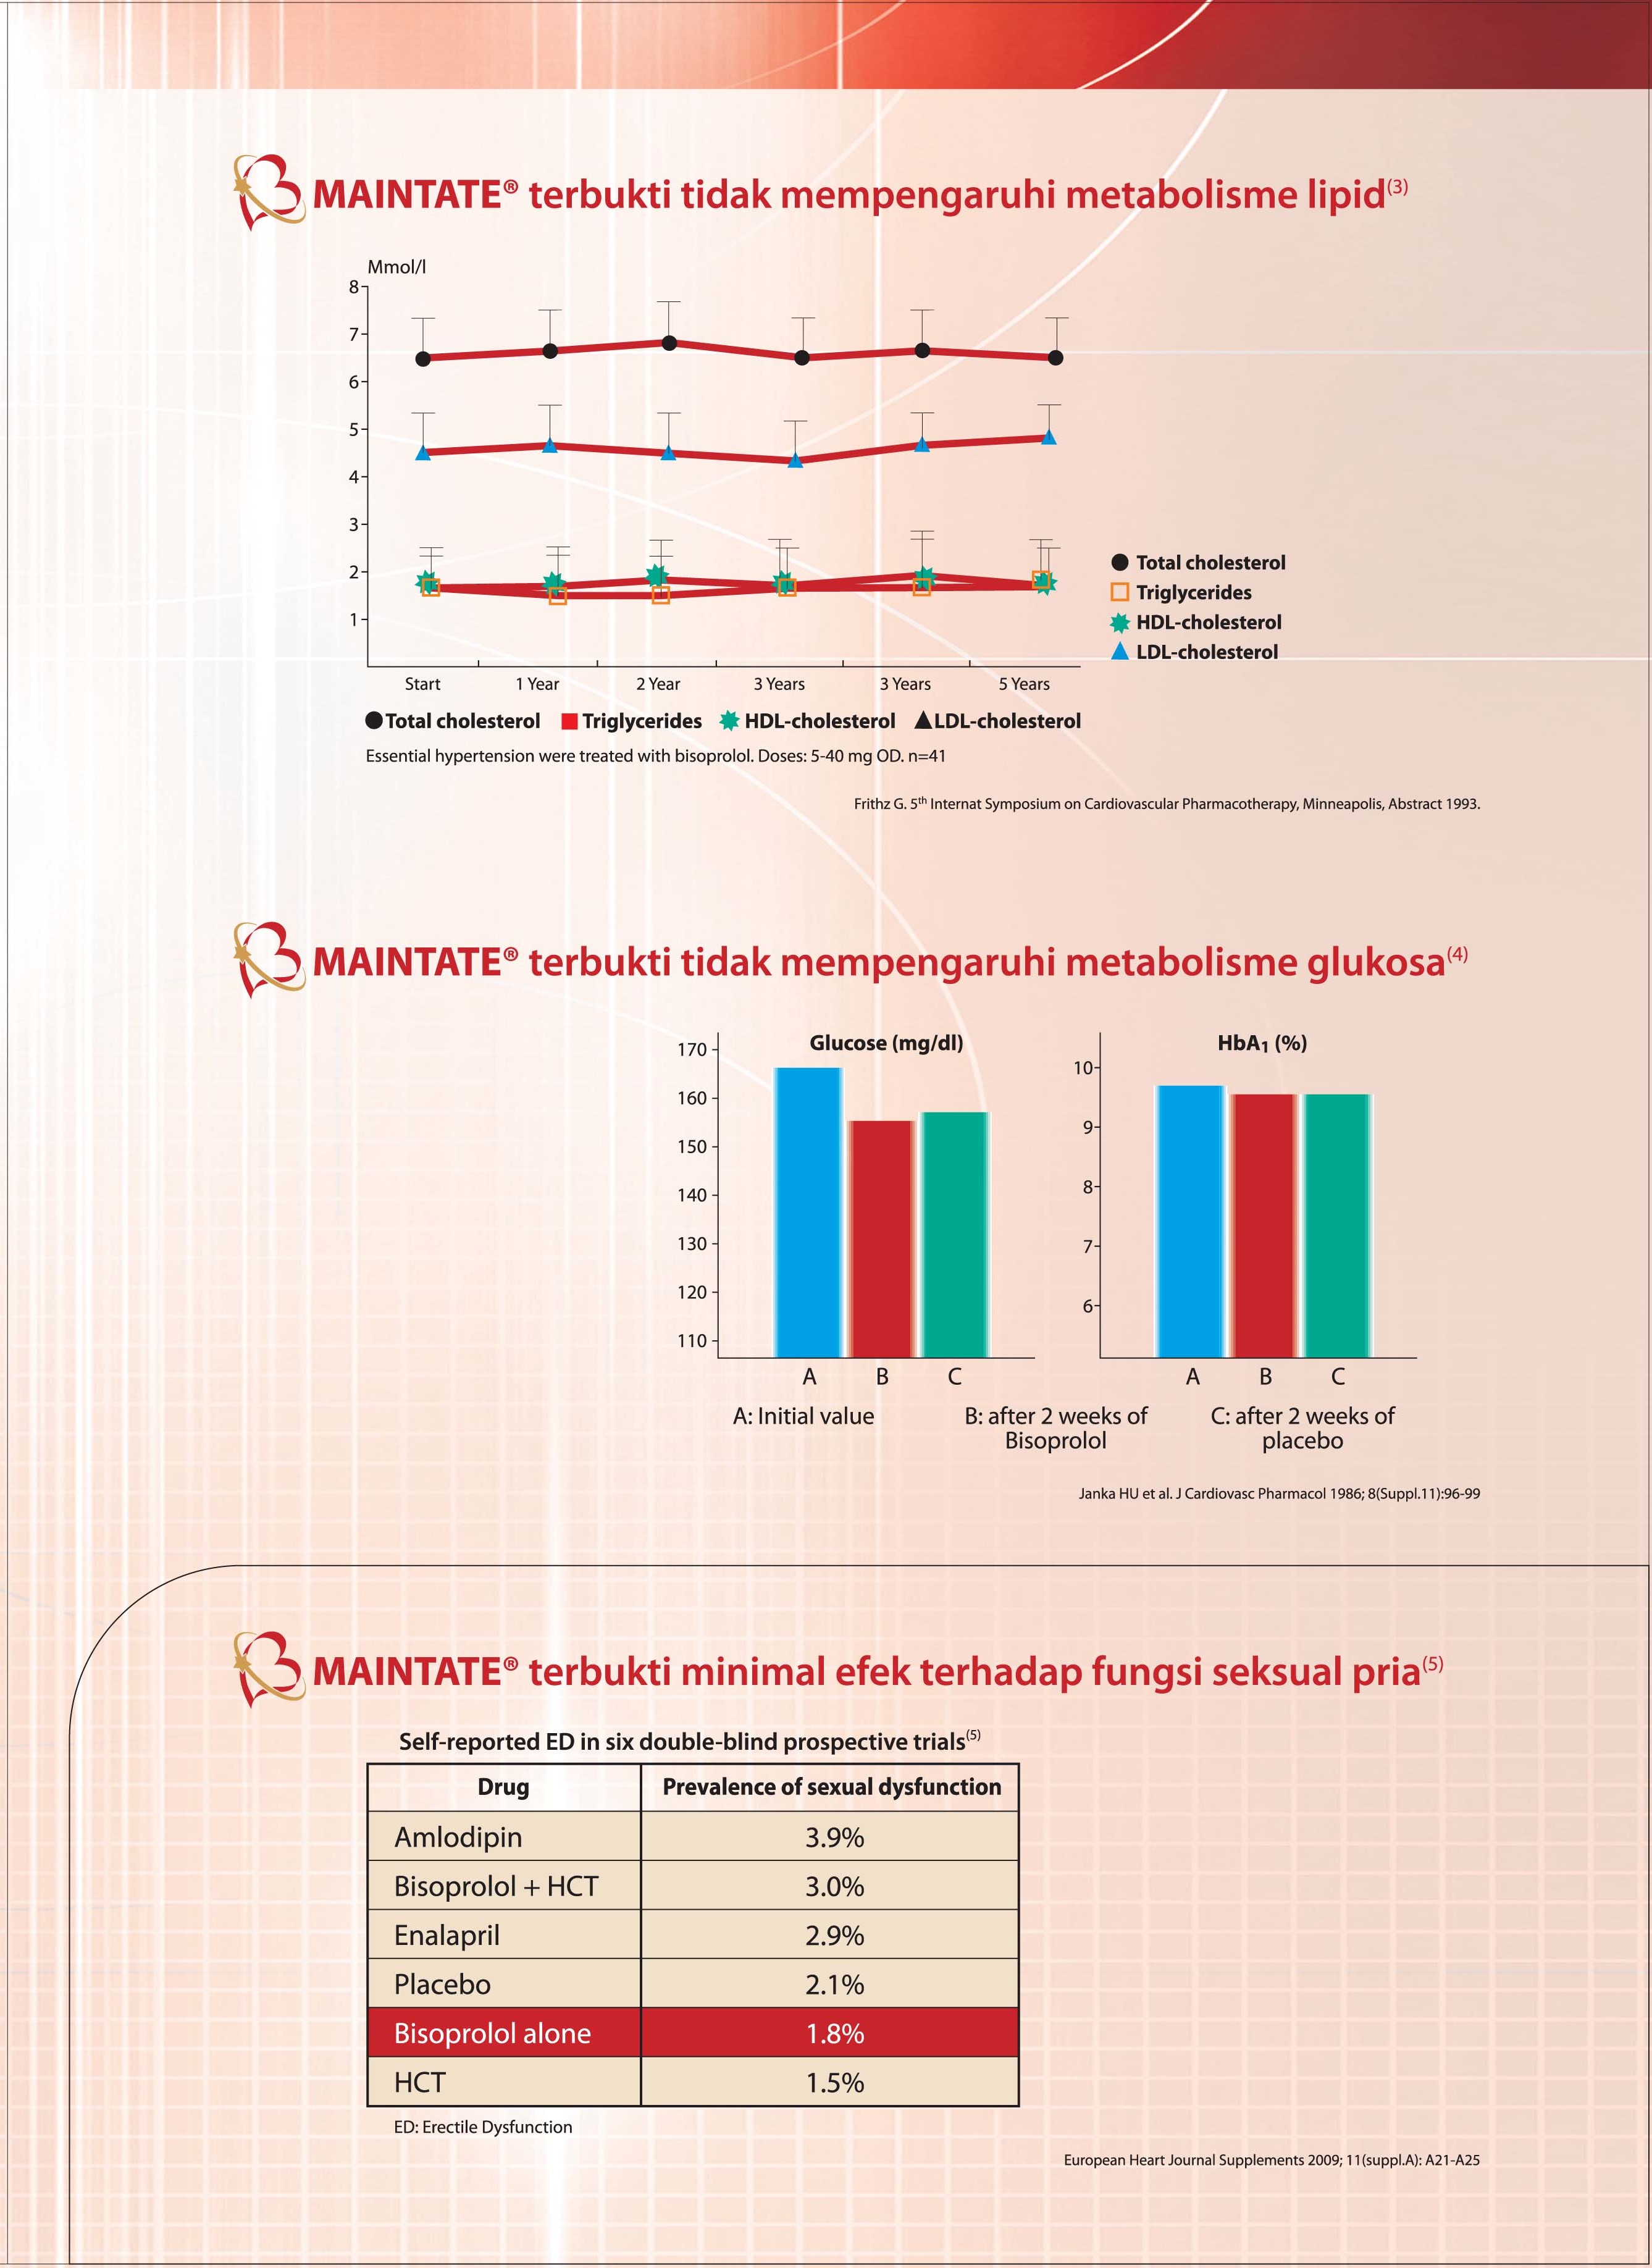 MAINTATE® terbukti tidak mempengaruhi metabolisme lipid(3)
Mmol/l
8
7
6
5
4
3
2
1
Start 1 Year 2 Year 3 Years 3 Years 5 Years
Total cholesterol
Triglycerides
HDL-cholesterol
LDL-cholesterol
Total cholesterol Triglycerides HDL-cholesterol LDL-cholesterol
Essential hypertension were treated with bisoprolol. Doses: 5-40 mg OD. n=41
Frithz G. 5th Internat Symposium on Cardiovascular Pharmacotherapy, Minneapolis, Abstract 1993.
MAINTATE® terbukti tidak mempengaruhi metabolisme glukosa(4)
Glucose (mg/dl)
170
160
150
140
130
120
110
A B C
HbA1 (%)
10
9
8
7
6
A B C
A: Initial value
B: after 2 weeks of
Bisoprolol
C: after 2 weeks of
placebo
Janka HU et al. J Cardiovasc Pharmacol 1986; 8(Suppl.11):96-99
MAINTATE® terbukti minimal efek terhadap fungsi seksual pria(5)
Self-reported ED in six double-blind prospective trials(5)
Drug Prevalence of sexual dysfunction
Amlodipin 3.9%
Bisoprolol + HCT 3.0%
Enalapril 2.9%
Placebo 2.1%
Bisoprolol alone 1.8%
HCT 1.5%
ED: Erectile Dysfunction
European Heart Journal Supplements 2009; 11(suppl.A): A21-A25